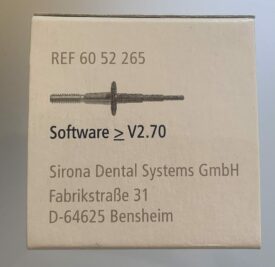 REF 60 52 265
Software ≥ V2.70
Sirona Dental Systems GmbH
Fabrikstraße 31
D-64625 Bensheim